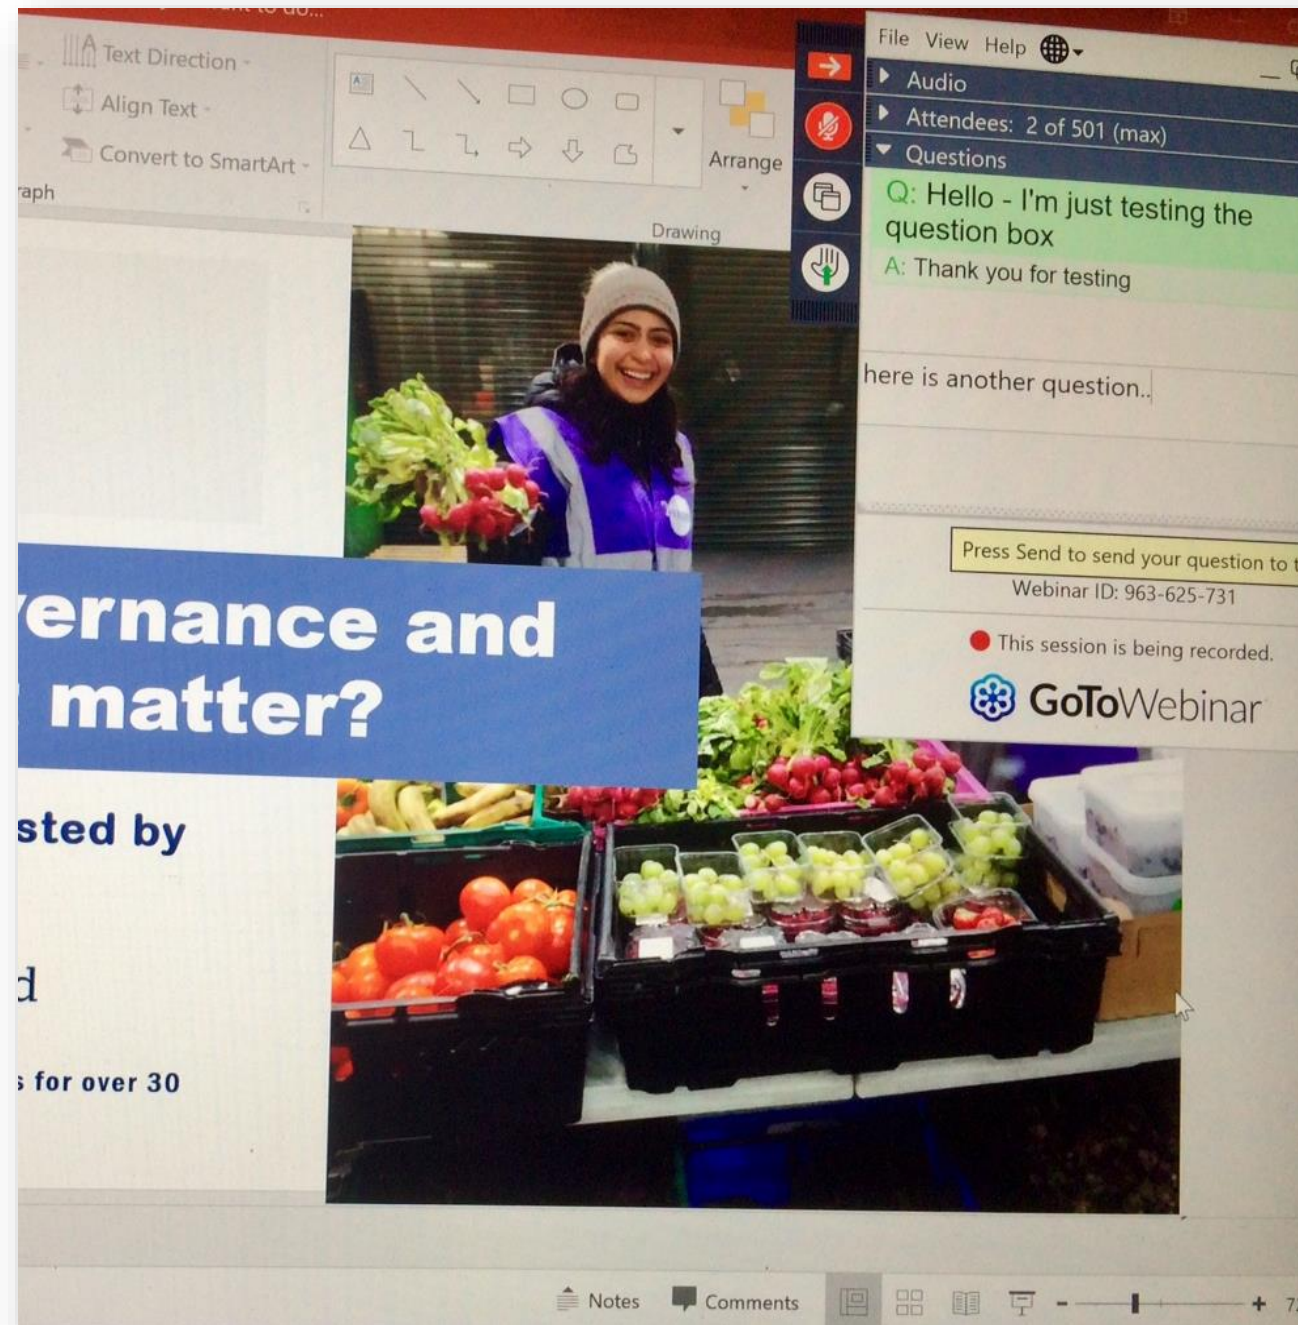 Text Direction
Align Text
Convert to SmartArt
raph
Arrange
Drawing
File View Help
Audio
Attendees: 2 of 501 (max)
Questions
Q: Hello - I'm just testing the
question box
A: Thank you for testing
here is another question..
Press Send to send your question to t
Webinar ID: 963-625-731
This session is being recorded.
GoToWebinar
vernance and
matter?
sted by
d
s for over 30
Notes
Comments